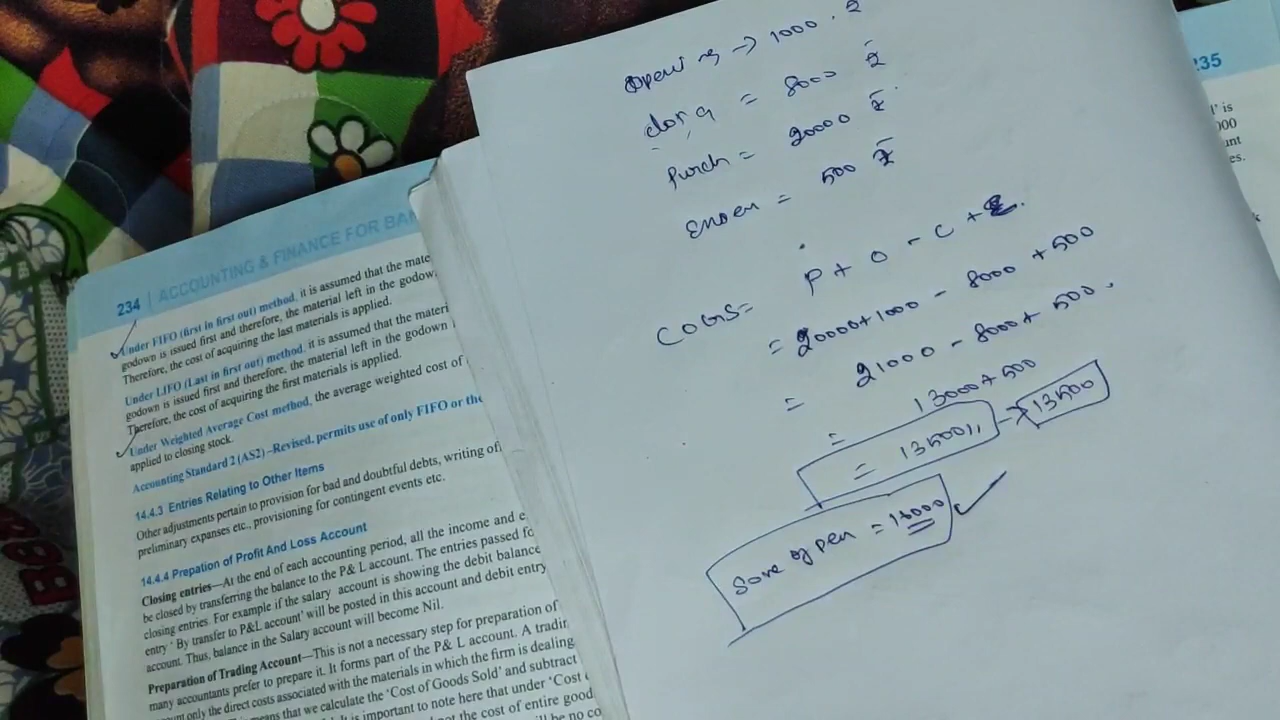 234 | ACCOUNTING & FINANCE FOR BAN
Under FIFO (first in first out) method, it is assumed that the mate
godown is issued first and therefore, the material left in the godow
Therefore, the cost of acquiring the last materials is applied.
Under LIFO (Last in first out) method, it is assumed that the materi
godown is issued first and therefore, the material left in the godown
Therefore, the cost of acquiring the first materials is applied.
Under Weighted Average Cost method, the average weighted cost of
applied to closing stock.
Accounting Standard 2 (AS2) –Revised, permits use of only FIFO or the
14.4.3 Entries Relating to Other Items
Other adjustments pertain to provision for bad and doubtful debts, writing of
preliminary expanses etc., provisioning for contingent events etc.
14.4.4 Prepation of Profit And Loss Account
Closing entries—At the end of each accounting period, all the income and e
be closed by transferring the balance to the P& L account. The entries passed fo
closing entries. For example if the salary account is showing the debit balance
entry ' By transfer to P&L account' will be posted in this account and debit entry
account. Thus, balance in the Salary account will become Nil.
Preparation of Trading Account—This is not a necessary step for preparation of
many accountants prefer to prepare it. It forms part of the P& L account. A tradin
only the direct costs associated with the materials in which the firm is dealing
means that we calculate the 'Cost of Goods Sold' and subtract
is important to note here that under 'Cost
the cost of entire good
will be no co
→ 1000
= 8000
Purch = 20000
= 500
COGS = P + O - C +
= 20000+1000 - 8000 + 500
= 21000 - 8000 + 500.
= 13000+500
= 13500 → 13500
235
l' is
000
unt
es.